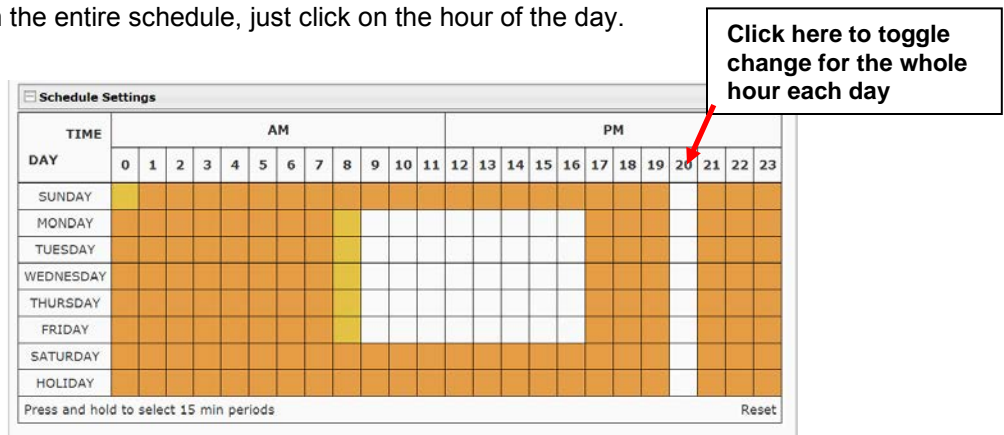 the entire schedule, just click on the hour of the day.
Click here to toggle
change for the whole
hour each day
Schedule Settings
TIME AM PM
DAY 0 1 2 3 4 5 6 7 8 9 10 11 12 13 14 15 16 17 18 19 20 21 22 23
SUNDAY
MONDAY
TUESDAY
WEDNESDAY
THURSDAY
FRIDAY
SATURDAY
HOLIDAY
Press and hold to select 15 min periods Reset